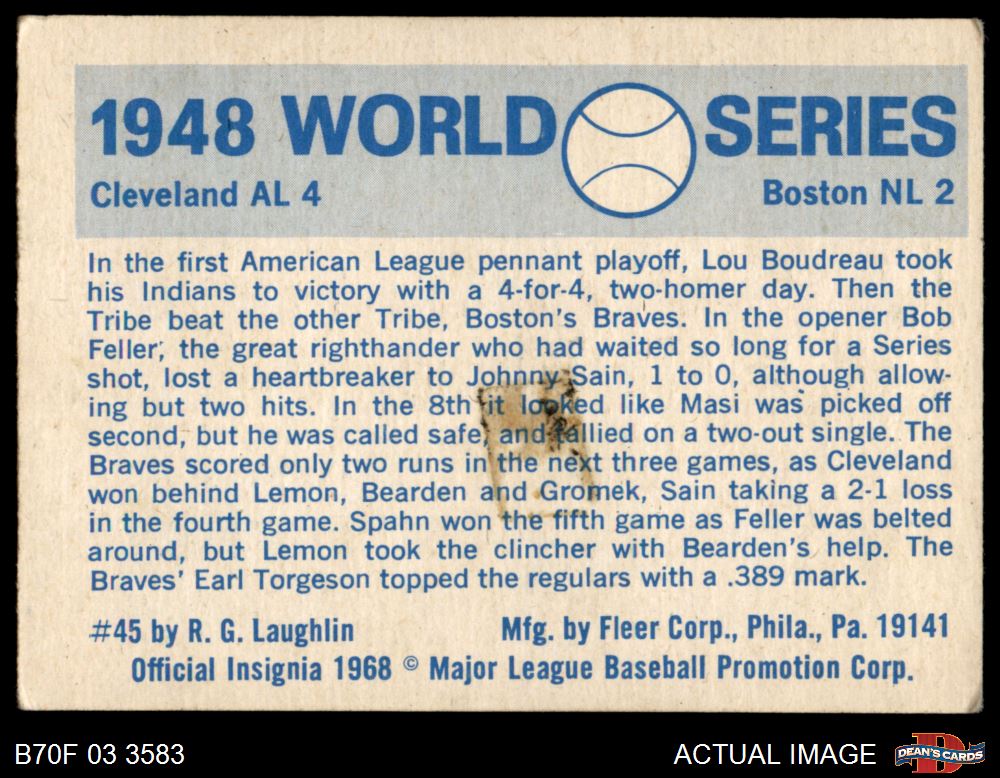 1948 WORLD SERIES
Cleveland AL 4 Boston NL 2
In the first American League pennant playoff, Lou Boudreau took
his Indians to victory with a 4-for-4, two-homer day. Then the
Tribe beat the other Tribe, Boston's Braves. In the opener Bob
Feller, the great righthander who had waited so long for a Series
shot, lost a heartbreaker to Johnny Sain, 1 to 0, although allow-
ing but two hits. In the 8th it looked like Masi was picked off
second, but he was called safe, and tallied on a two-out single. The
Braves scored only two runs in the next three games, as Cleveland
won behind Lemon, Bearden and Gromek, Sain taking a 2-1 loss
in the fourth game. Spahn won the fifth game as Feller was belted
around, but Lemon took the clincher with Bearden's help. The
Braves' Earl Torgeson topped the regulars with a .389 mark.
#45 by R. G. Laughlin Mfg. by Fleer Corp., Phila., Pa. 19141
Official Insignia 1968 © Major League Baseball Promotion Corp.
B70F 03 3583 ACTUAL IMAGE DEAN'S CARDS